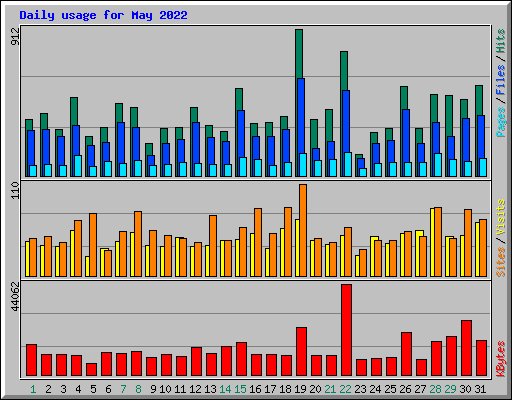 Daily usage for May 2022
912
Pages / Files / Hits
110
Sites / Visits
44062
KBytes
1 2 3 4 5 6 7 8 9 10 11 12 13 14 15 16 17 18 19 20 21 22 23 24 25 26 27 28 29 30 31